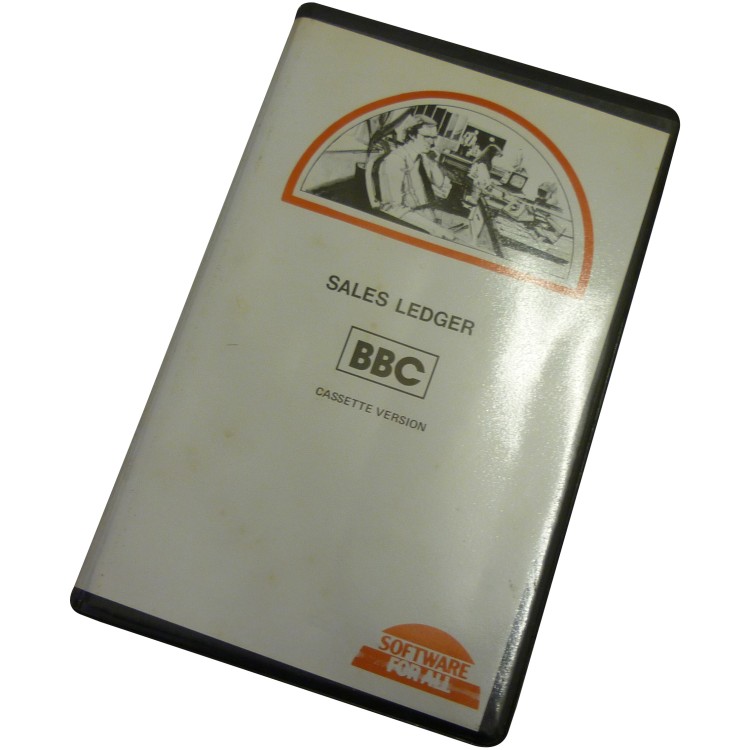 SALES LEDGER
BBC
CASSETTE VERSION
SOFTWARE
FOR ALL